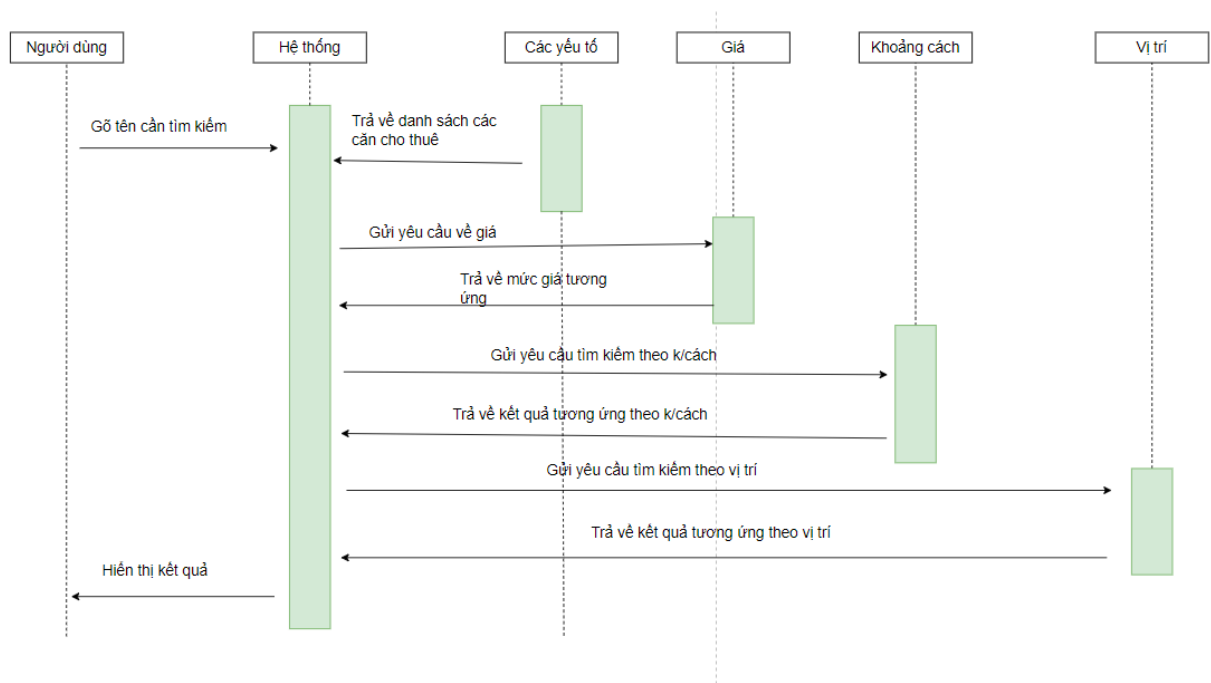 Người dùng
Hệ thống
Các yếu tố
Giá
Khoảng cách
Vị trí
Gõ tên cần tìm kiếm
Trả về danh sách các
căn cho thuê
Gửi yêu cầu về giá
Trả về mức giá tương
ứng
Gửi yêu cầu tìm kiếm theo k/cách
Trả về kết quả tương ứng theo k/cách
Gửi yêu cầu tìm kiếm theo vị trí
Trả về kết quả tương ứng theo vị trí
Hiển thị kết quả